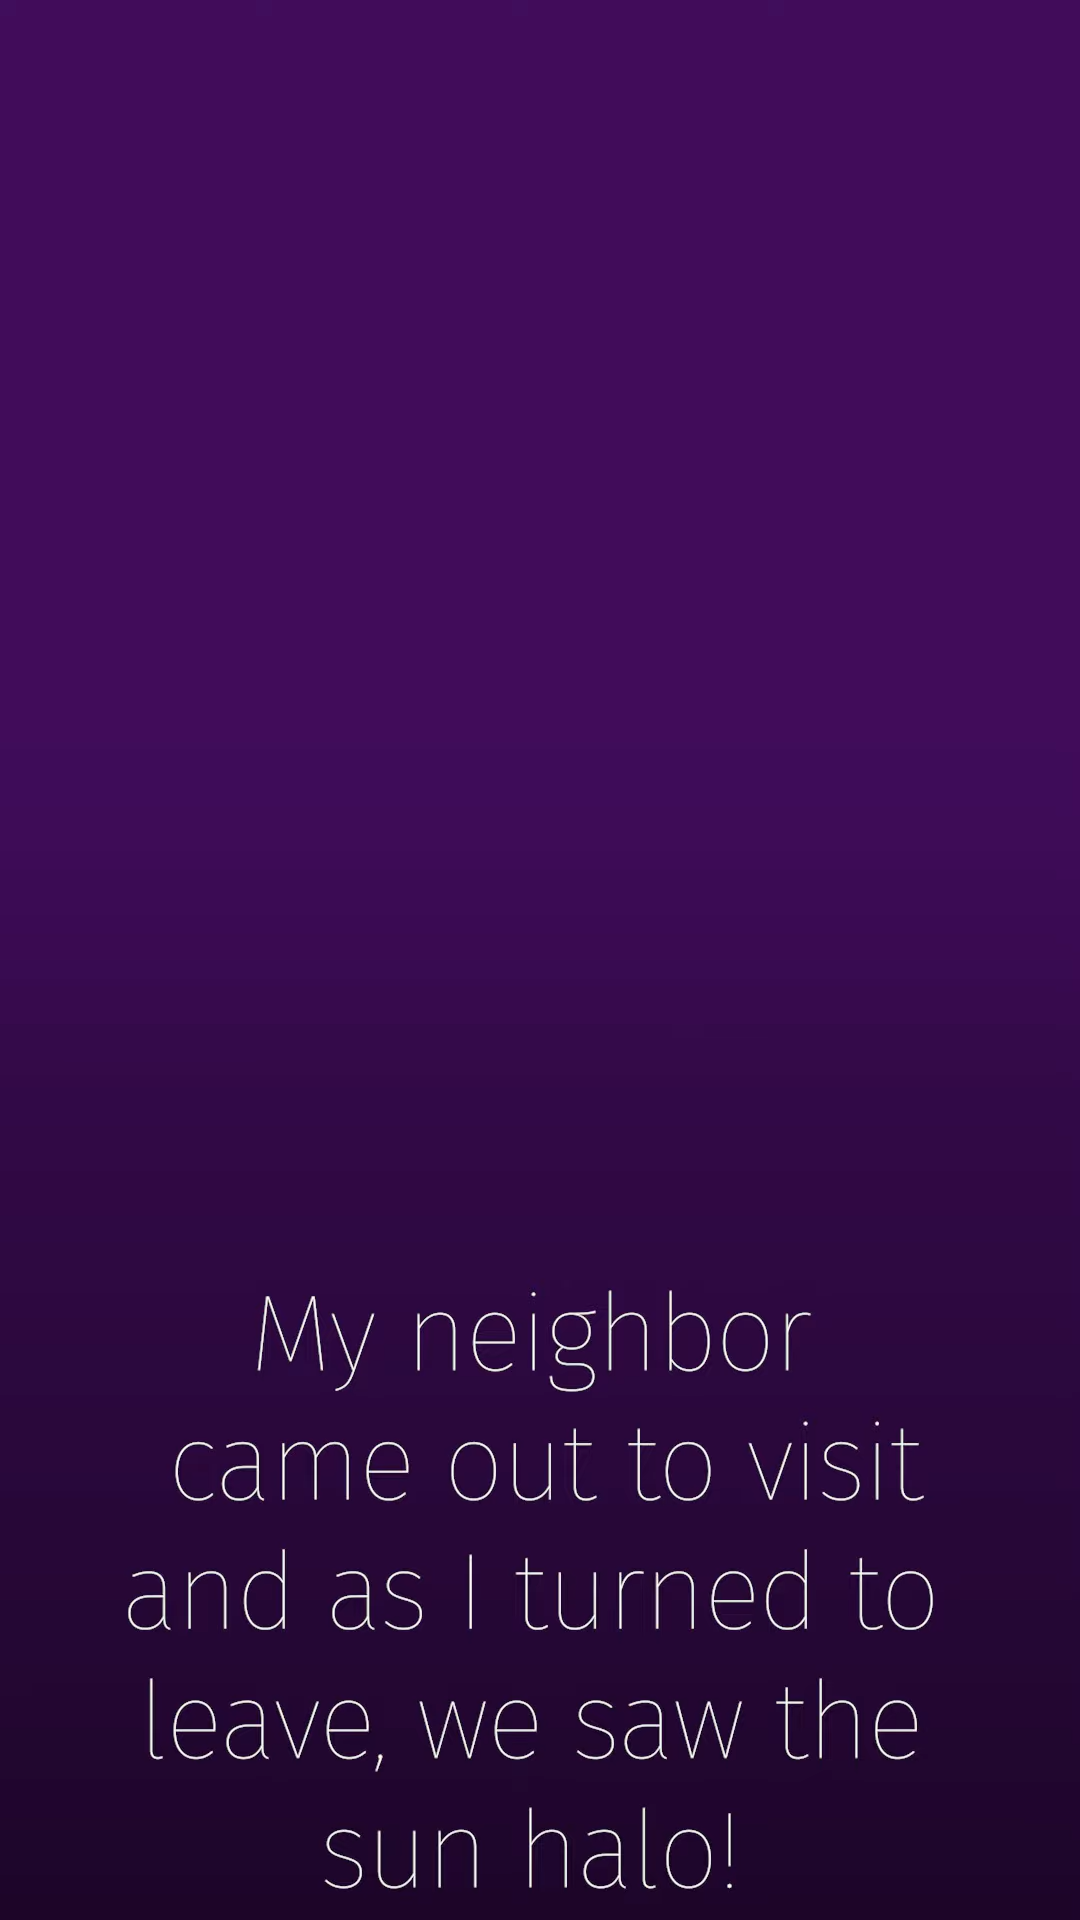 My neighbor
came out to visit
and as I turned to
leave, we saw the
sun halo!